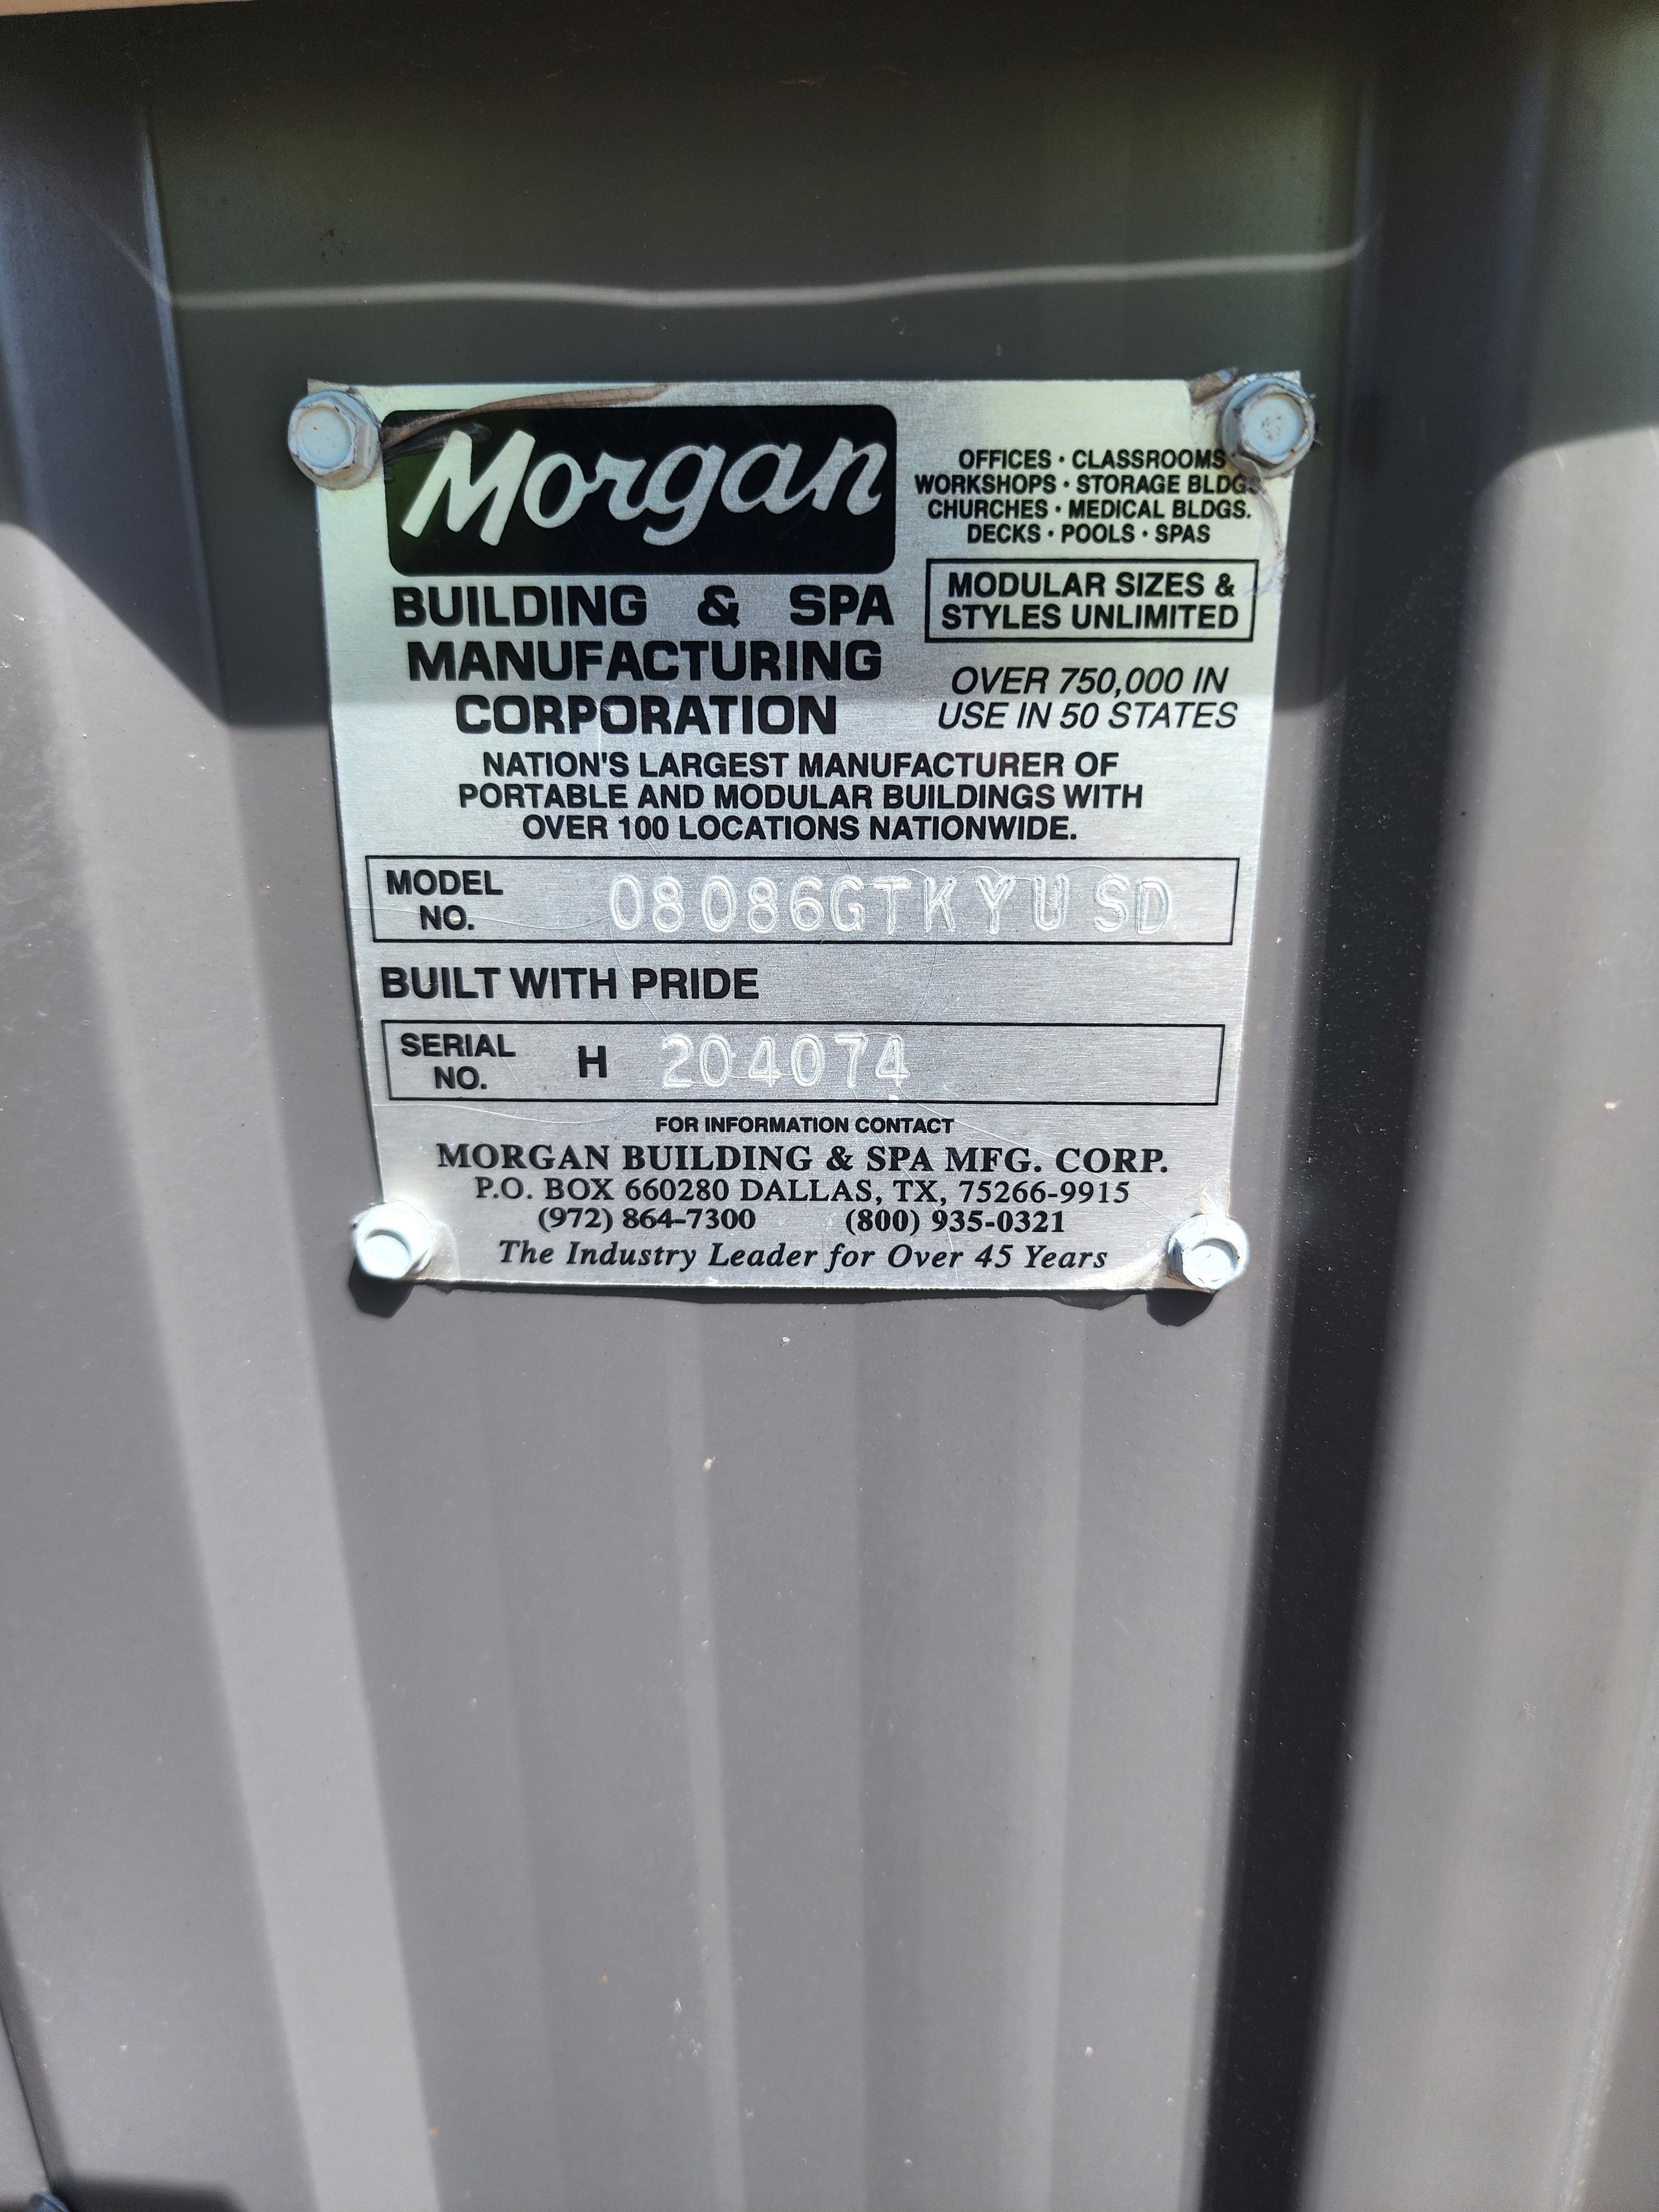 Morgan
BUILDING & SPA
MANUFACTURING
CORPORATION
OFFICES · CLASSROOMS
WORKSHOPS · STORAGE BLDGS
CHURCHES · MEDICAL BLDGS.
DECKS · POOLS · SPAS
MODULAR SIZES &
STYLES UNLIMITED
OVER 750,000 IN
USE IN 50 STATES
NATION'S LARGEST MANUFACTURER OF
PORTABLE AND MODULAR BUILDINGS WITH
OVER 100 LOCATIONS NATIONWIDE.
MODEL NO. 08086GTKYUSD
BUILT WITH PRIDE
SERIAL NO. H 204074
FOR INFORMATION CONTACT
MORGAN BUILDING & SPA MFG. CORP.
P.O. BOX 660280 DALLAS, TX, 75266-9915
(972) 864-7300 (800) 935-0321
The Industry Leader for Over 45 Years